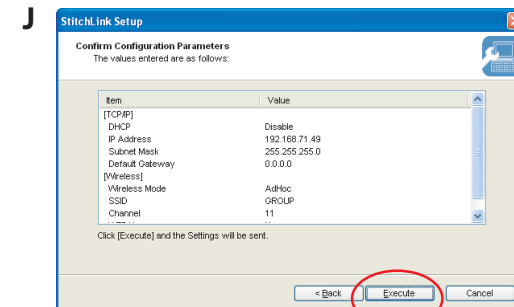 J
StitchLink Setup
Confirm Configuration Parameters
The values entered are as follows:
Item Value
[TCP/IP]
DHCP Disable
IP Address 192.168.71.49
Subnet Mask 255.255.255.0
Default Gateway 0.0.0.0
[Wireless]
Wireless Mode AdHoc
SSID GROUP
Channel 11
Click [Execute] and the Settings will be sent.
< Back Execute Cancel